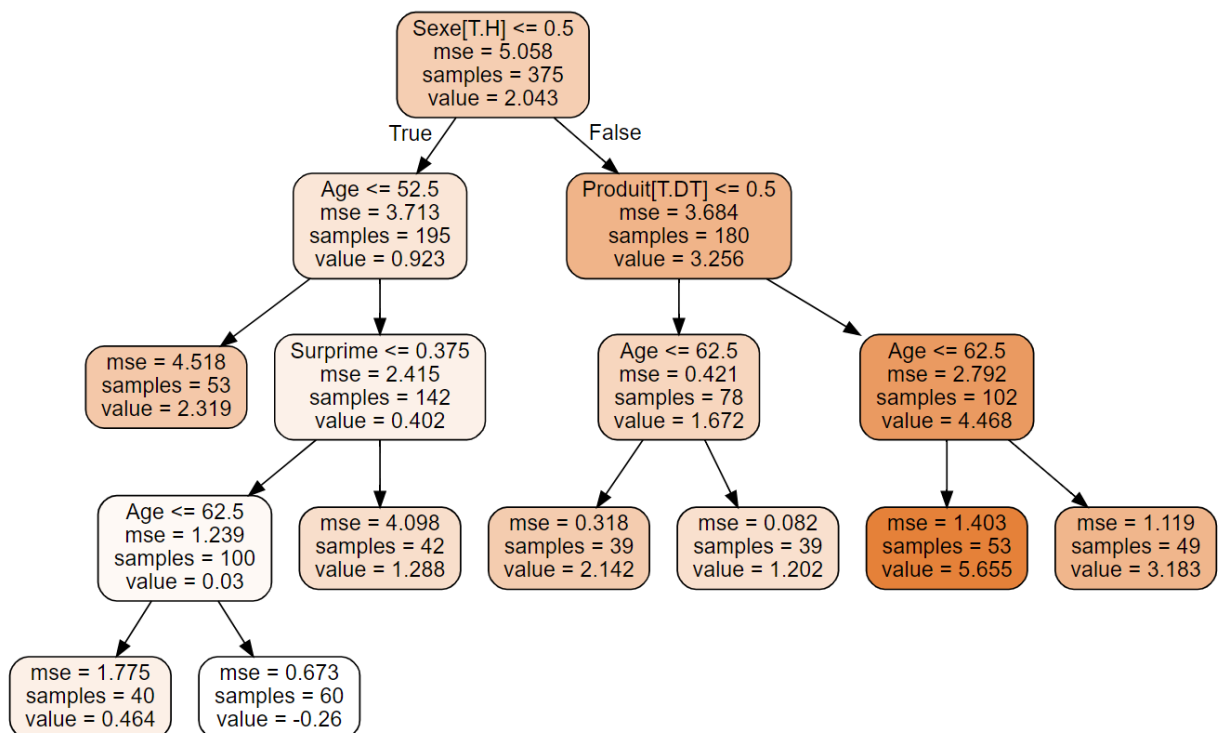 Sexe[T.H] <= 0.5
mse = 5.058
samples = 375
value = 2.043
True
False
Age <= 52.5
mse = 3.713
samples = 195
value = 0.923
Produit[T.DT] <= 0.5
mse = 3.684
samples = 180
value = 3.256
mse = 4.518
samples = 53
value = 2.319
Surprime <= 0.375
mse = 2.415
samples = 142
value = 0.402
Age <= 62.5
mse = 0.421
samples = 78
value = 1.672
Age <= 62.5
mse = 2.792
samples = 102
value = 4.468
Age <= 62.5
mse = 1.239
samples = 100
value = 0.03
mse = 4.098
samples = 42
value = 1.288
mse = 0.318
samples = 39
value = 2.142
mse = 0.082
samples = 39
value = 1.202
mse = 1.403
samples = 53
value = 5.655
mse = 1.119
samples = 49
value = 3.183
mse = 1.775
samples = 40
value = 0.464
mse = 0.673
samples = 60
value = -0.26